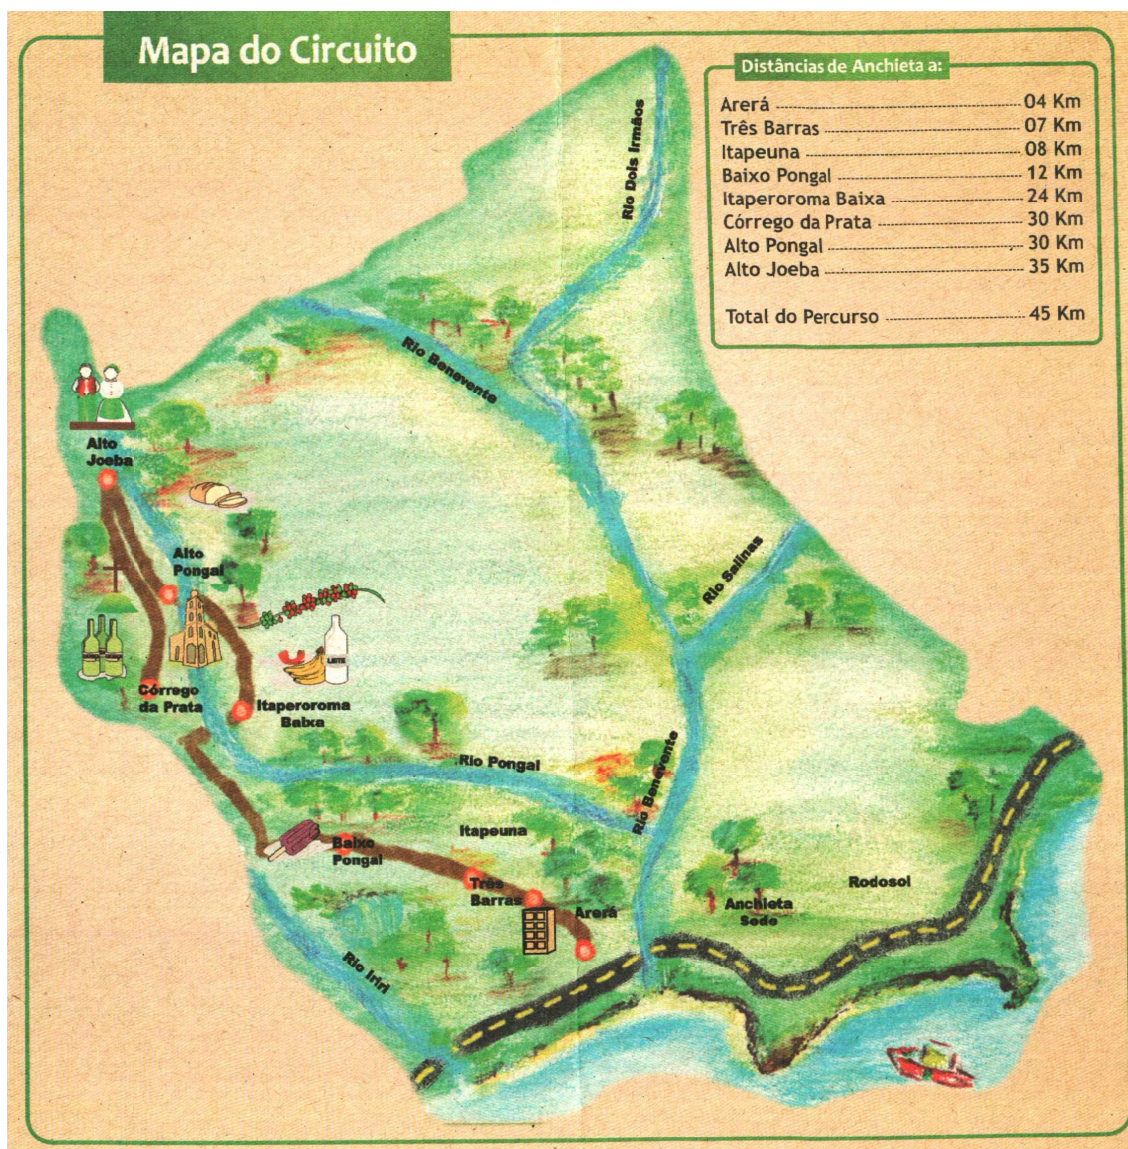 Mapa do Circuito
Distâncias de Anchieta a:
Arerá 04 Km
Três Barras 07 Km
Itapeuna 08 Km
Baixo Pongal 12 Km
Itaperoroma Baixa 24 Km
Córrego da Prata 30 Km
Alto Pongal 30 Km
Alto Joeba 35 Km
Total do Percurso 45 Km
Rio Dois Irmãos
Rio Benevente
Alto
Joeba
Rio Salinas
Alto
Pongal
LEITE
Córrego
da Prata
Itaperoroma
Baixa
Rio Pongal
Rio Benevente
Itapeuna
Baixo
Pongal
Três
Barras
Arerá
Rodosol
Anchieta
Sede
Rio Iriri